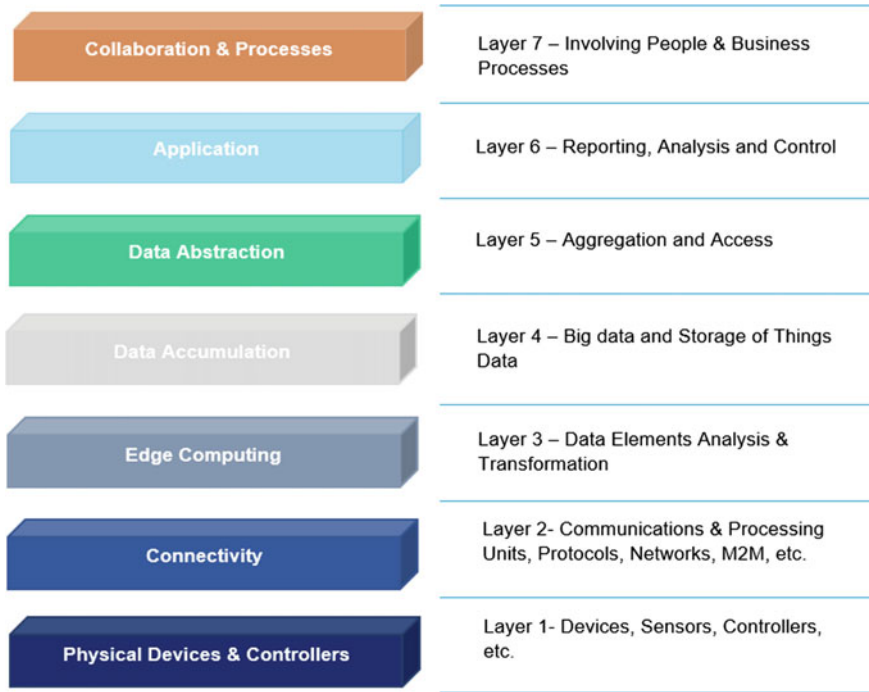 Collaboration & Processes
Layer 7 – Involving People & Business
Processes
Application
Layer 6 – Reporting, Analysis and Control
Data Abstraction
Layer 5 – Aggregation and Access
Data Accumulation
Layer 4 – Big data and Storage of Things
Data
Edge Computing
Layer 3 – Data Elements Analysis &
Transformation
Connectivity
Layer 2- Communications & Processing
Units, Protocols, Networks, M2M, etc.
Physical Devices & Controllers
Layer 1- Devices, Sensors, Controllers,
etc.